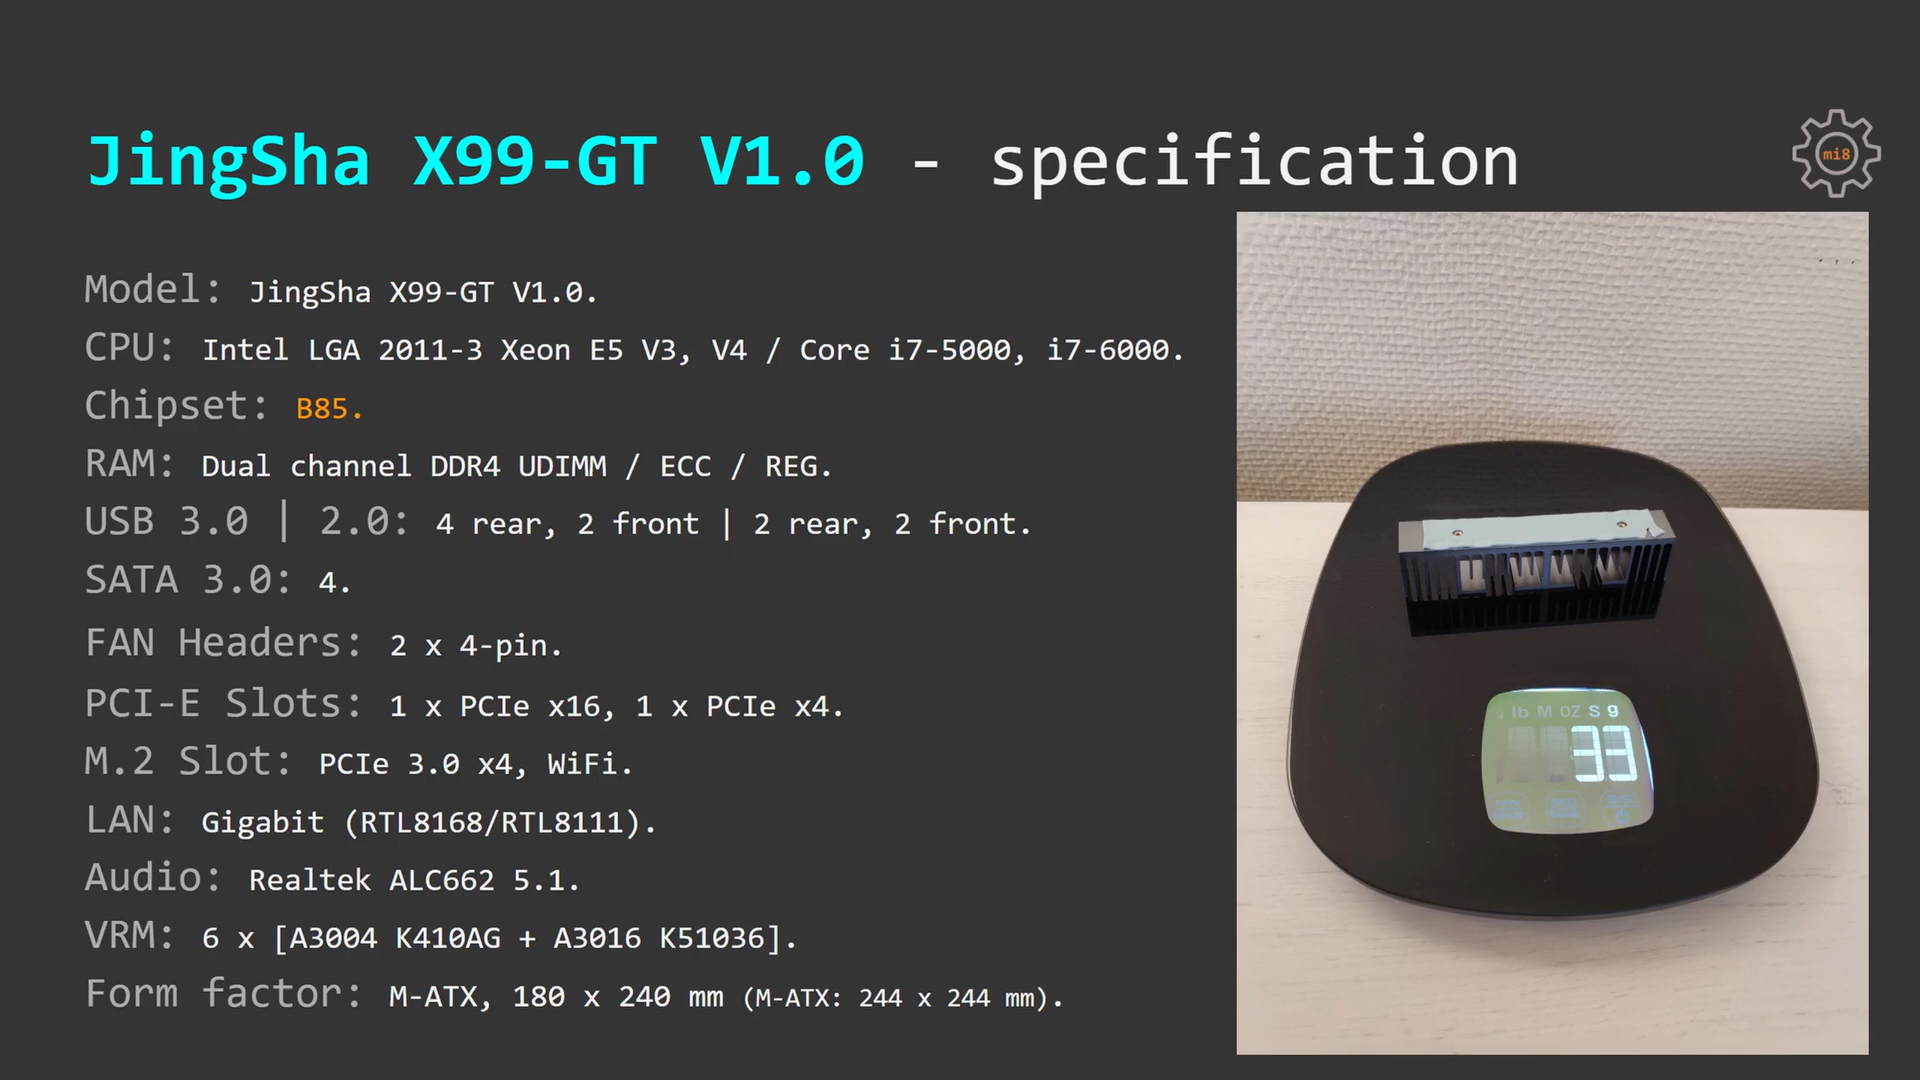 JingSha X99-GT V1.0 - specification
mi8
Model: JingSha X99-GT V1.0.
CPU: Intel LGA 2011-3 Xeon E5 V3, V4 / Core i7-5000, i7-6000.
Chipset: B85.
RAM: Dual channel DDR4 UDIMM / ECC / REG.
USB 3.0 | 2.0: 4 rear, 2 front | 2 rear, 2 front.
SATA 3.0: 4.
FAN Headers: 2 x 4-pin.
PCI-E Slots: 1 x PCIe x16, 1 x PCIe x4.
M.2 Slot: PCIe 3.0 x4, WiFi.
LAN: Gigabit (RTL8168/RTL8111).
Audio: Realtek ALC662 5.1.
VRM: 6 x [A3004 K410AG + A3016 K51036].
Form factor: M-ATX, 180 x 240 mm (M-ATX: 244 x 244 mm).
lb M OZ S g
33